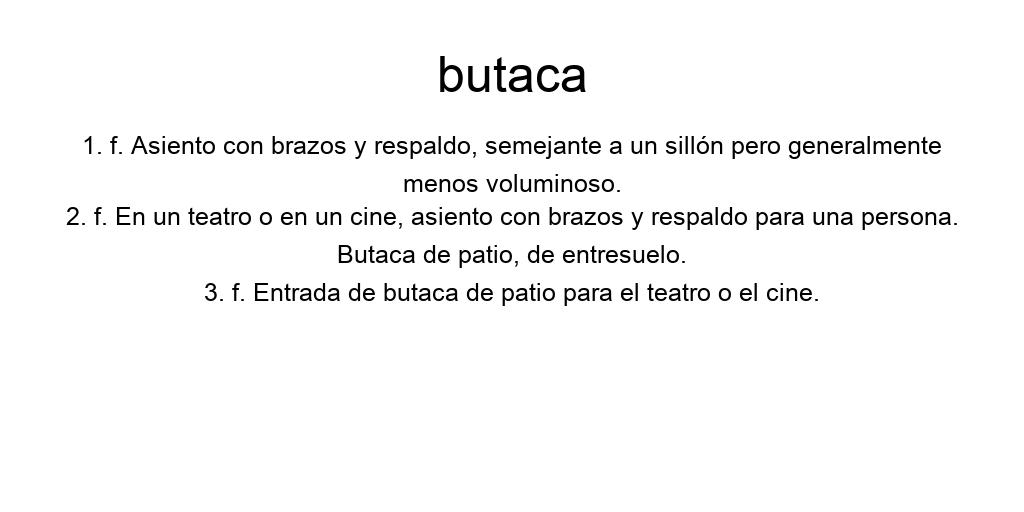 butaca
1. f. Asiento con brazos y respaldo, semejante a un sillón pero generalmente
menos voluminoso.
2. f. En un teatro o en un cine, asiento con brazos y respaldo para una persona.
Butaca de patio, de entresuelo.
3. f. Entrada de butaca de patio para el teatro o el cine.